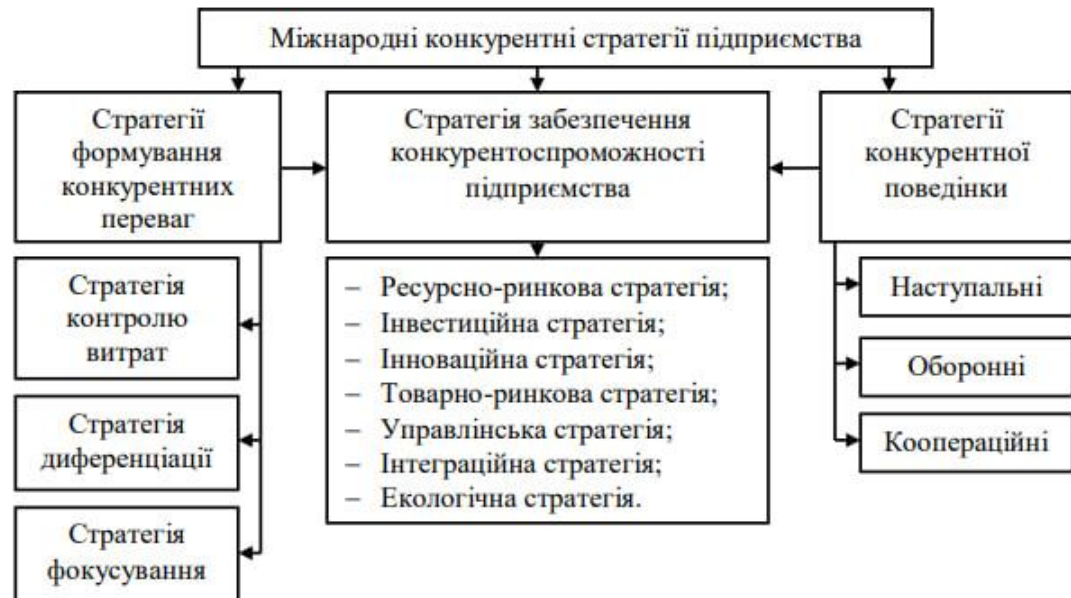 Міжнародні конкурентні стратегії підприємства
Стратегії
формування
конкурентних
переваг
Стратегія забезпечення
конкурентоспроможності
підприємства
Стратегії
конкурентної
поведінки
Стратегія
контролю
витрат
Стратегія
диференціації
Стратегія
фокусування
– Ресурсно-ринкова стратегія;
– Інвестиційна стратегія;
– Інноваційна стратегія;
– Товарно-ринкова стратегія;
– Управлінська стратегія;
– Інтеграційна стратегія;
– Екологічна стратегія.
Наступальні
Оборонні
Коопераційні